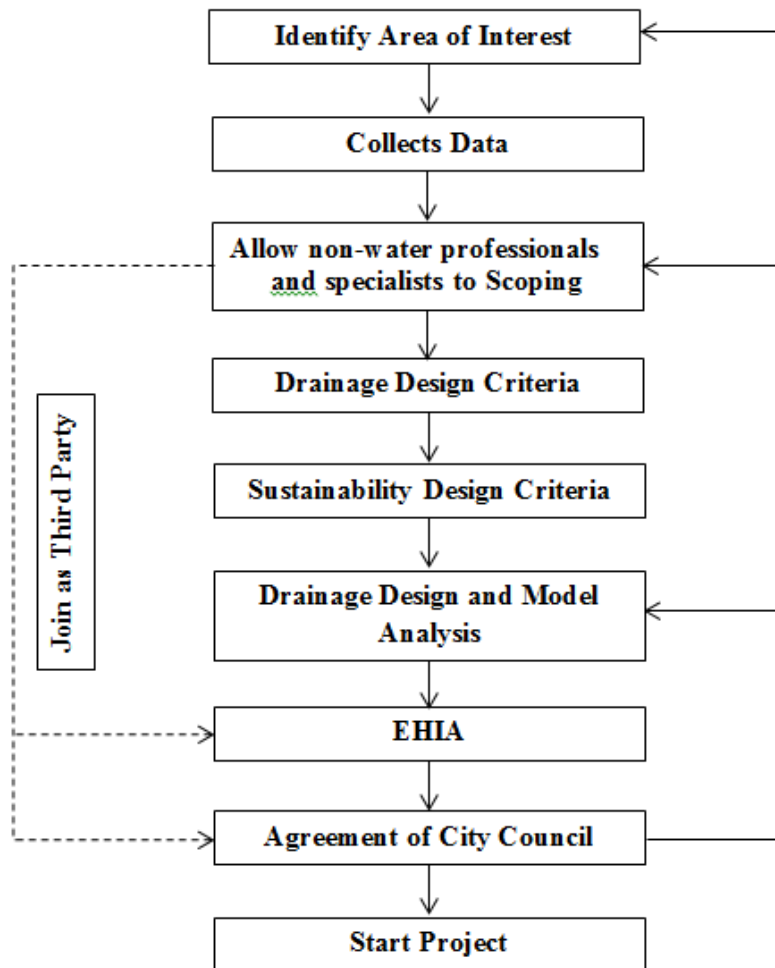 Identify Area of Interest
Collects Data
Allow non-water professionals
and specialists to Scoping
Drainage Design Criteria
Join as Third Party
Sustainability Design Criteria
Drainage Design and Model
Analysis
EHIA
Agreement of City Council
Start Project